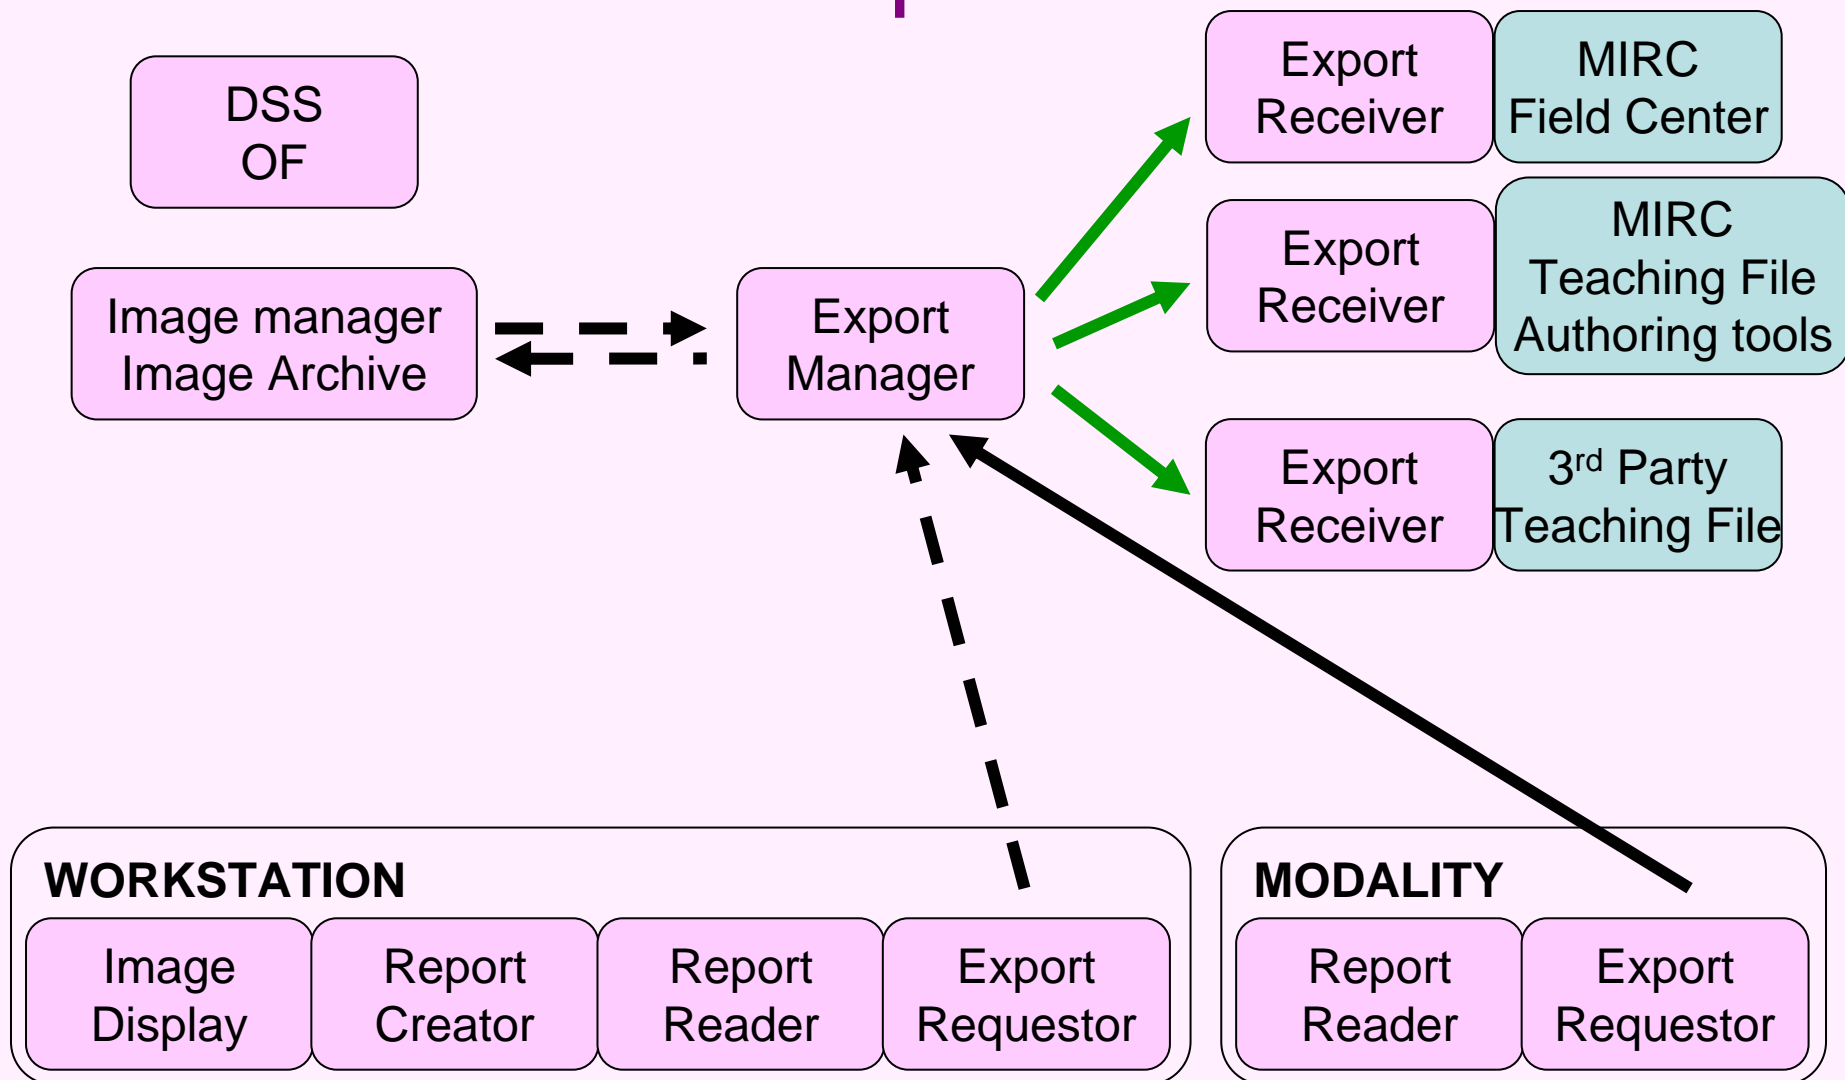 DSS
OF
Image manager
Image Archive
Export
Manager
Export
Receiver
MIRC
Field Center
Export
Receiver
MIRC
Teaching File
Authoring tools
Export
Receiver
3rd Party
Teaching File
WORKSTATION
Image
Display
Report
Creator
Report
Reader
Export
Requestor
MODALITY
Report
Reader
Export
Requestor